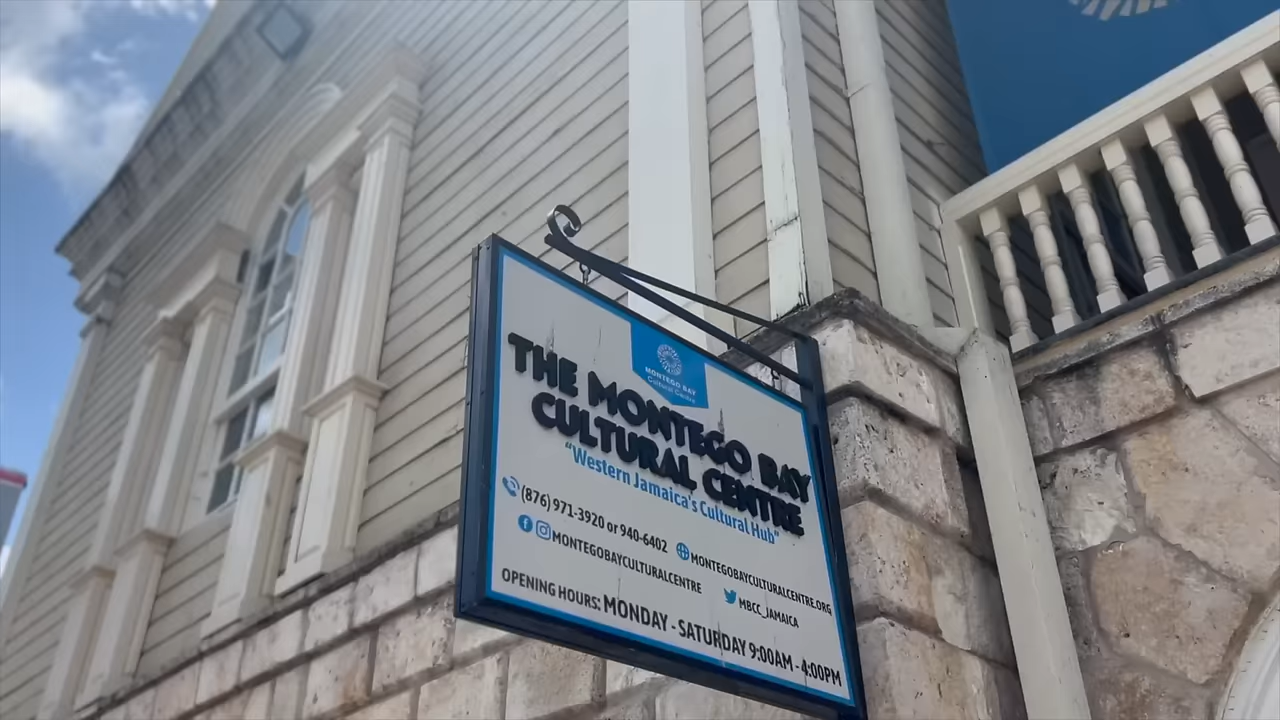 MONTEGO BAY
Cultural Centre
THE MONTEGO BAY
CULTURAL CENTRE
"Western Jamaica's Cultural Hub"
(876) 971-3920 or 940-6402
MONTEGOBAYCULTURALCENTRE
MONTEGOBAYCULTURALCENTRE.ORG
MBCC_JAMAICA
OPENING HOURS: MONDAY - SATURDAY 9:00AM - 4:00PM